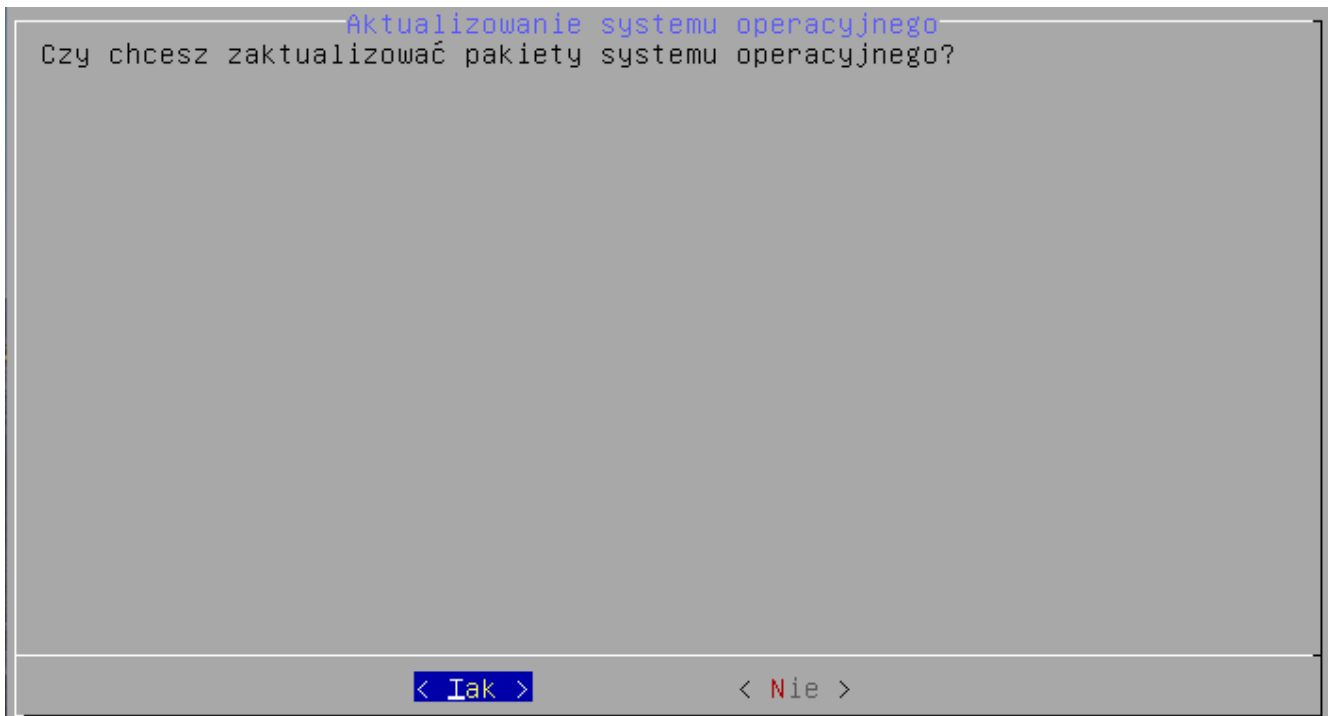 Aktualizowanie systemu operacyjnego
Czy chcesz zaktualizować pakiety systemu operacyjnego?
< Tak > < Nie >